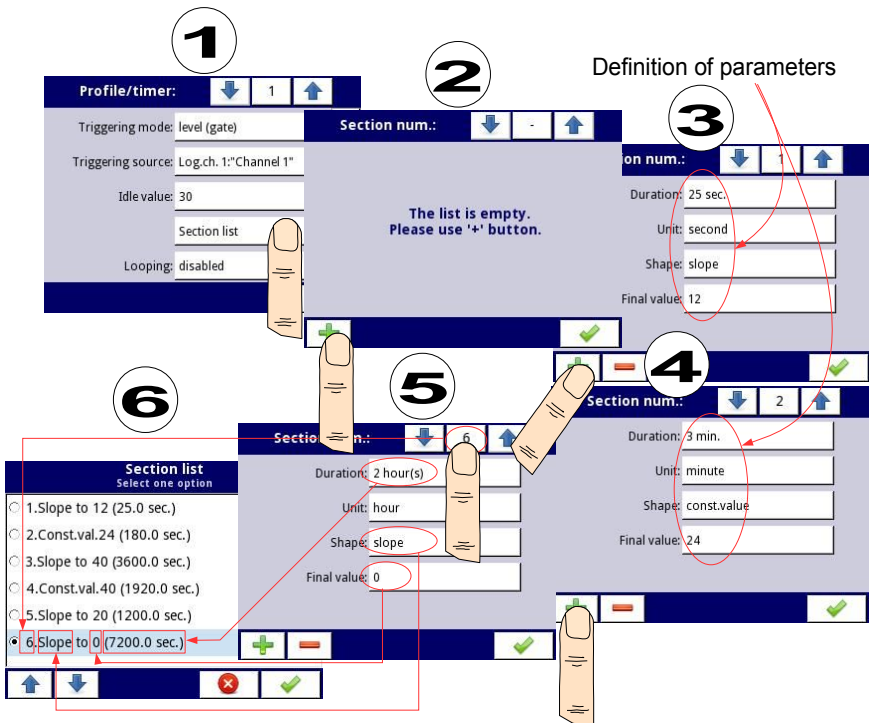 1
Profile/timer: 1
Triggering mode: level (gate)
Triggering source: Log.ch. 1:"Channel 1"
Idle value: 30
Section list
Looping: disabled
2
Section num.: -
The list is empty.
Please use '+' button.
Definition of parameters
3
ion num.: 1
Duration: 25 sec.
Unit: second
Shape: slope
Final value: 12
4
Section num.: 2
Duration: 3 min.
Unit: minute
Shape: const.value
Final value: 24
5
Section num.: 6
Duration: 2 hour(s)
Unit: hour
Shape: slope
Final value: 0
6
Section list
Select one option
1.Slope to 12 (25.0 sec.)
2.Const.val.24 (180.0 sec.)
3.Slope to 40 (3600.0 sec.)
4.Const.val.40 (1920.0 sec.)
5.Slope to 20 (1200.0 sec.)
6.Slope to 0 (7200.0 sec.)